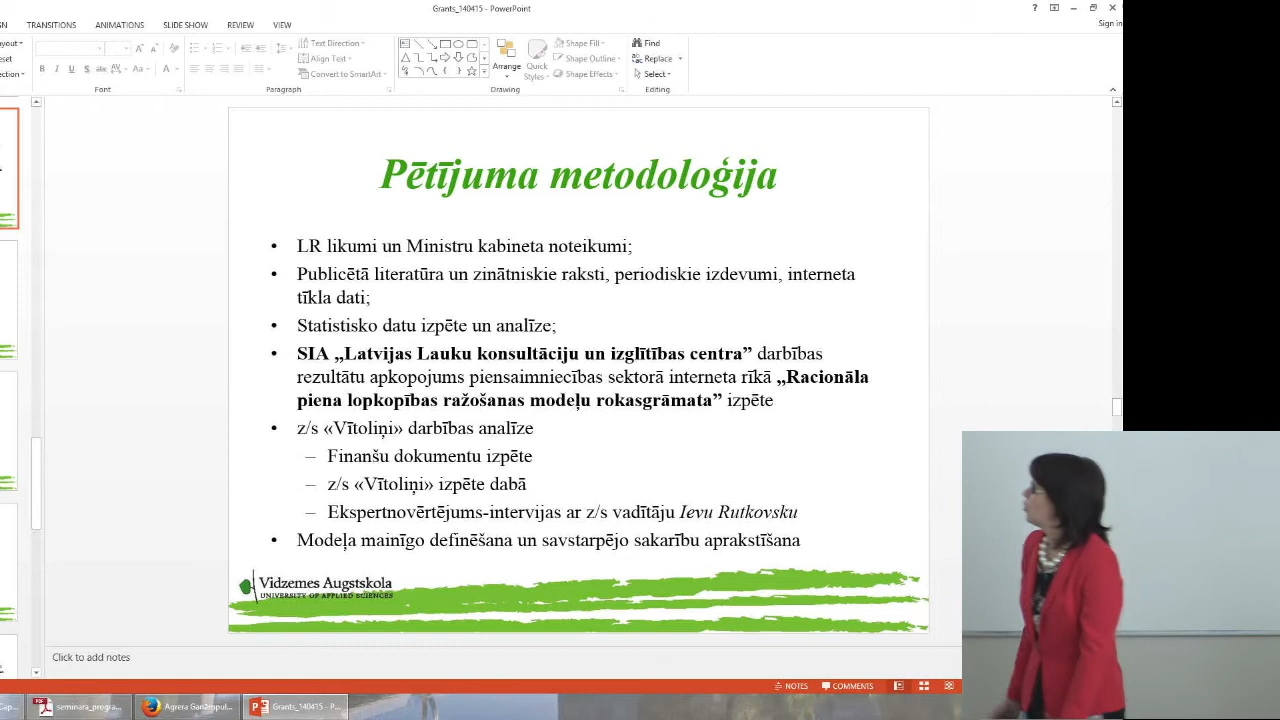 Grants_140415 - PowerPoint
TRANSITIONS ANIMATIONS SLIDE SHOW REVIEW VIEW
Sign in
Text Direction
Align Text
Convert to SmartArt
Arrange
Quick
Styles
Shape Fill
Shape Outline
Shape Effects
Find
Replace
Select
Font Paragraph Drawing Editing
Pētījuma metodoloģija
• LR likumi un Ministru kabineta noteikumi;
• Publicētā literatūra un zinātniskie raksti, periodiskie izdevumi, interneta
tīkla dati;
• Statistisko datu izpēte un analīze;
• SIA „Latvijas Lauku konsultāciju un izglītības centra” darbības
rezultātu apkopojums piensaimniecības sektorā interneta rīkā „Racionāla
piena lopkopības ražošanas modeļu rokasgrāmata” izpēte
• z/s «Vītoliņi» darbības analīze
– Finanšu dokumentu izpēte
– z/s «Vītoliņi» izpēte dabā
– Ekspertnovērtējums-intervijas ar z/s vadītāju Ievu Rutkovsku
• Modeļa mainīgo definēšana un savstarpējo sakarību aprakstīšana
Vidzemes Augstskola
UNIVERSITY OF APPLIED SCIENCES
Click to add notes
NOTES COMMENTS
seminara_progra... Agrera Ganāmpul... Grants_140415 - P...